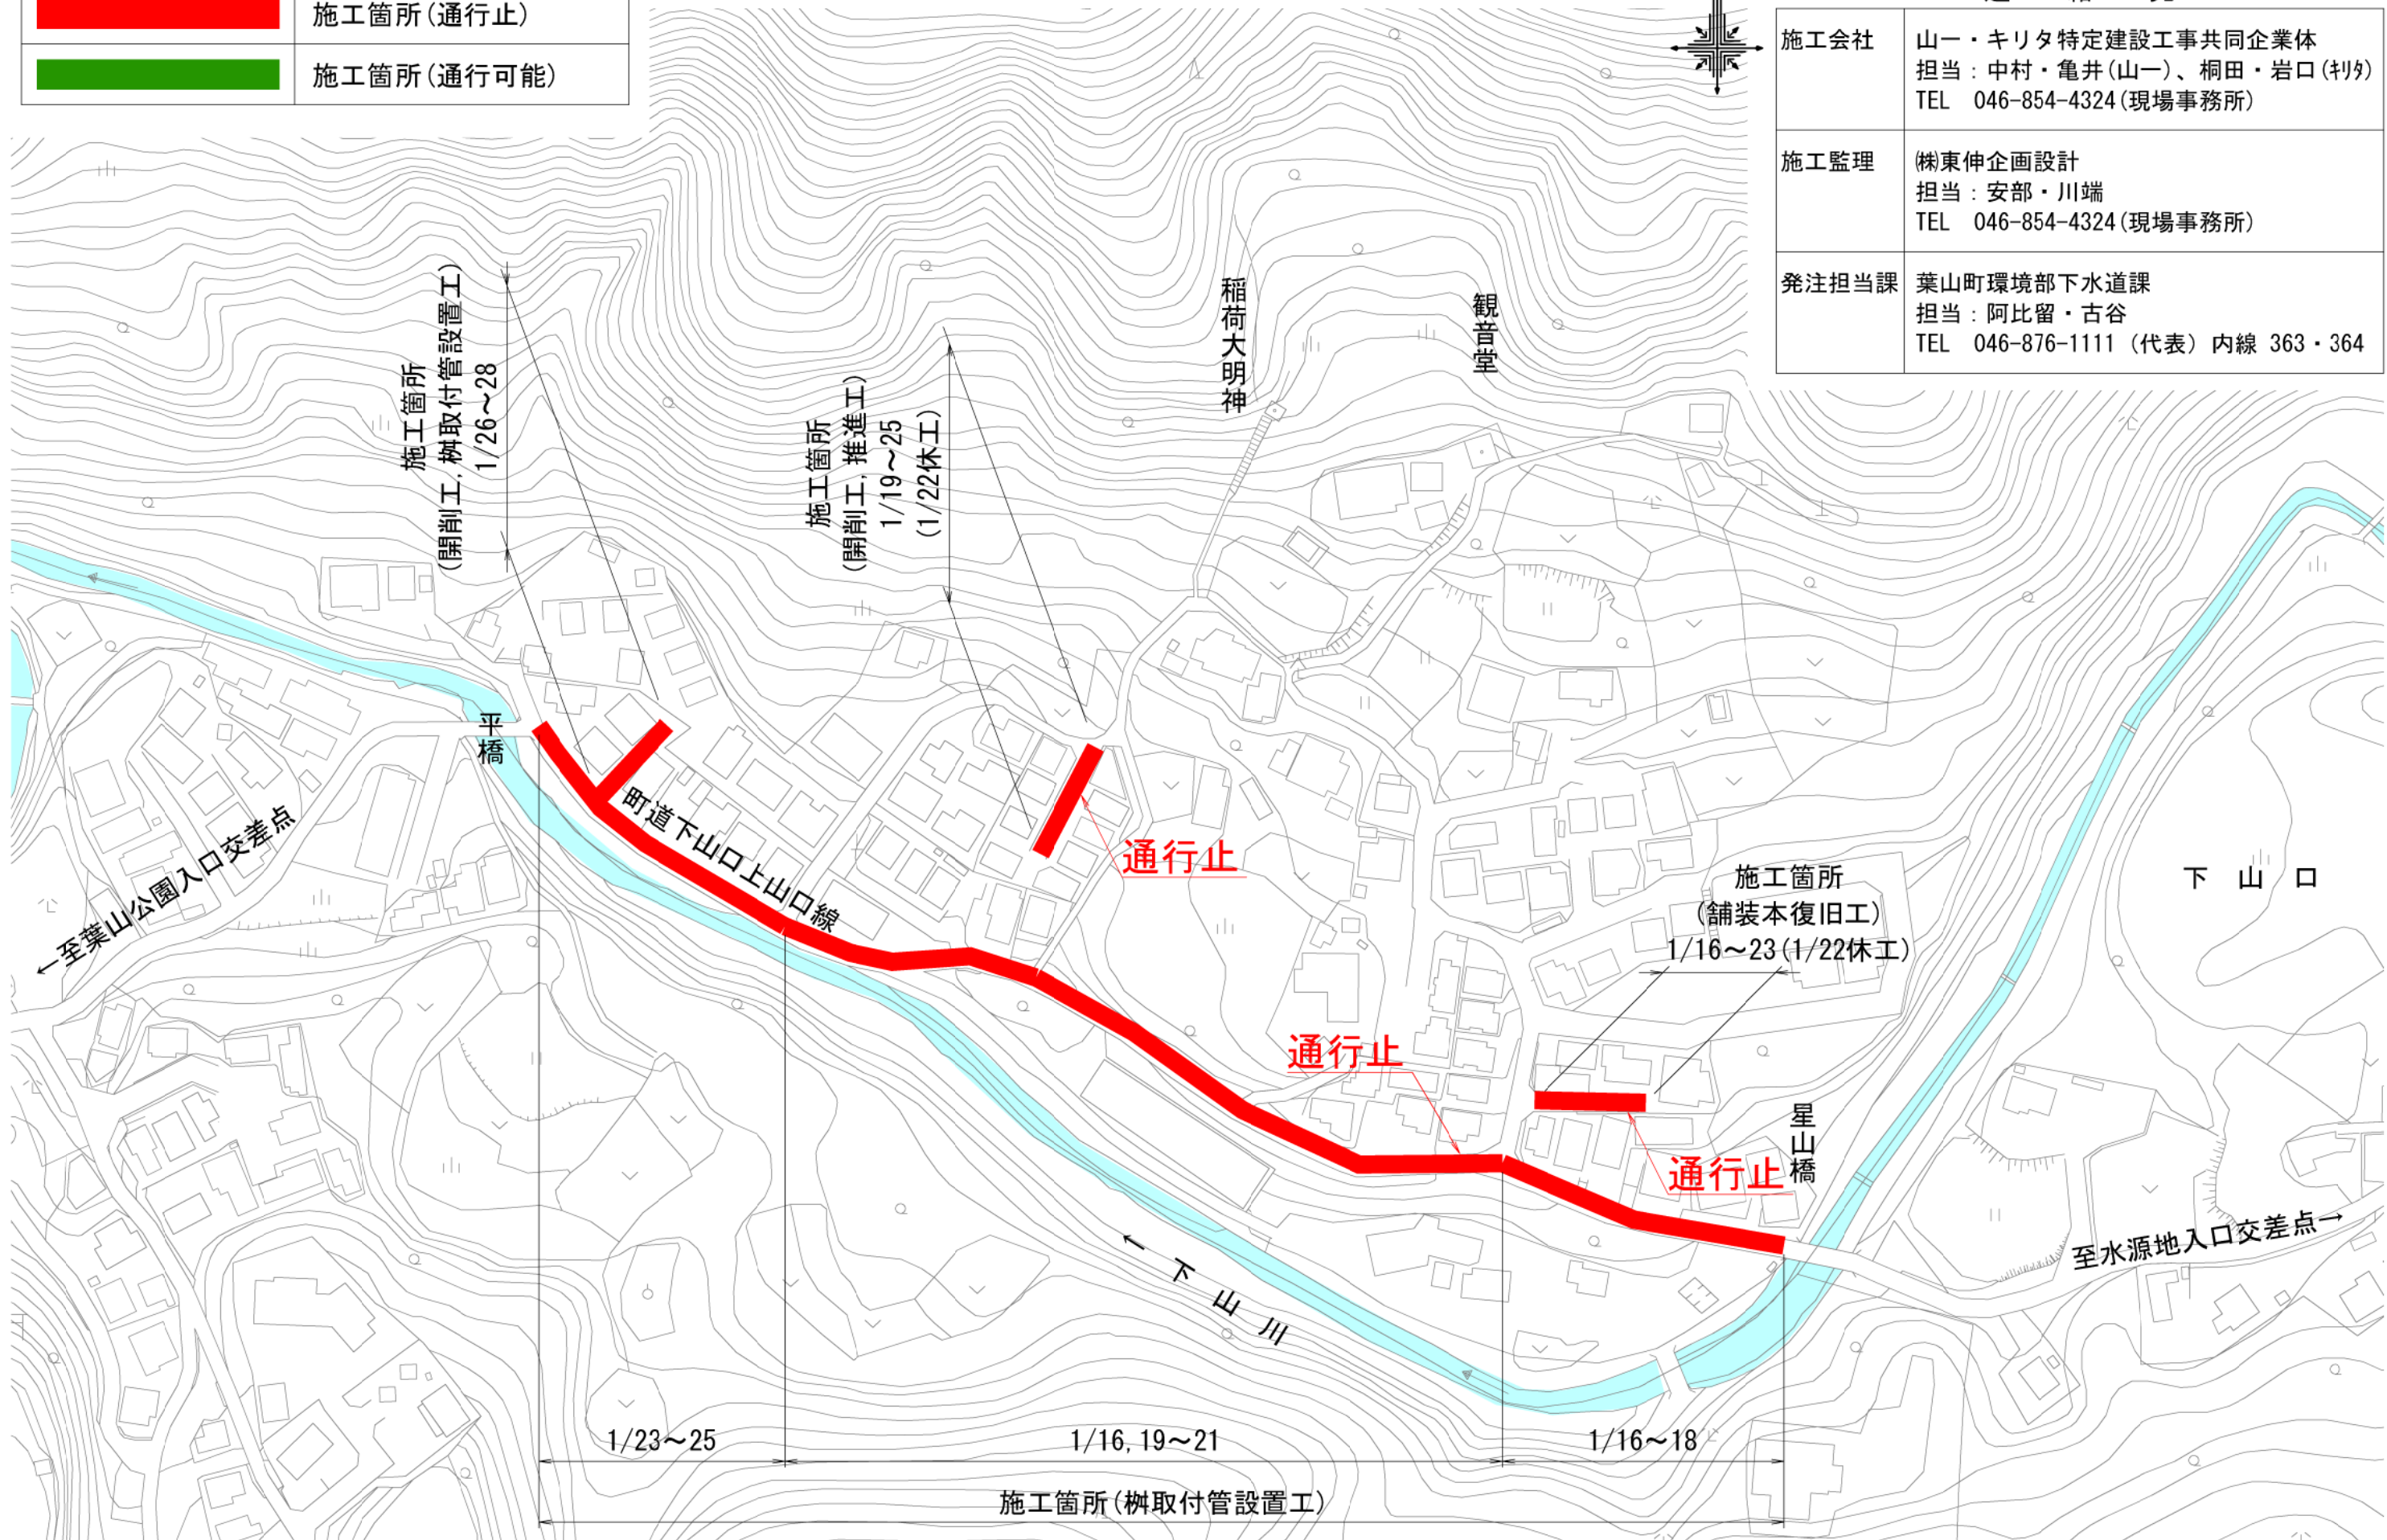 施工箇所(通行止)
施工箇所(通行可能)
施工会社
山一・キリタ特定建設工事共同企業体
担当：中村・亀井(山一)、桐田・岩口(ｷﾘﾀ)
TEL 046-854-4324(現場事務所)
施工監理
㈱東伸企画設計
担当：安部・川端
TEL 046-854-4324(現場事務所)
発注担当課
葉山町環境部下水道課
担当：阿比留・古谷
TEL 046-876-1111（代表）内線 363・364
施工箇所
(開削工,桝取付管設置工)
1/26～28
施工箇所
(開削工,推進工)
1/19～25
(1/22休工)
稲荷大明神
観音堂
平橋
町道下山口上山口線
←至葉山公園入口交差点
通行止
施工箇所
(舗装本復旧工)
1/16～23(1/22休工)
下山口
通行止
通行止
星山橋
至水源地入口交差点→
←下山川
1/23～25
1/16,19～21
1/16～18
施工箇所(桝取付管設置工)